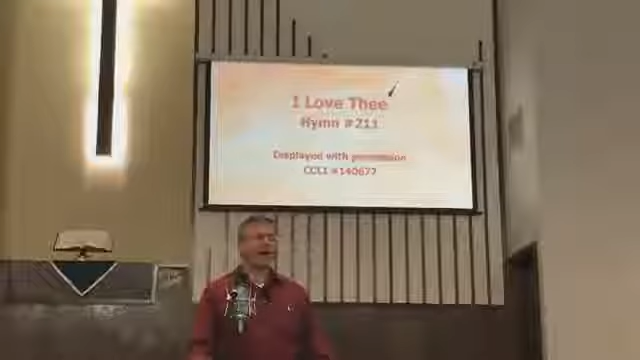 I Love Thee
Hymn #211
Displayed with permission
CCLI #140677